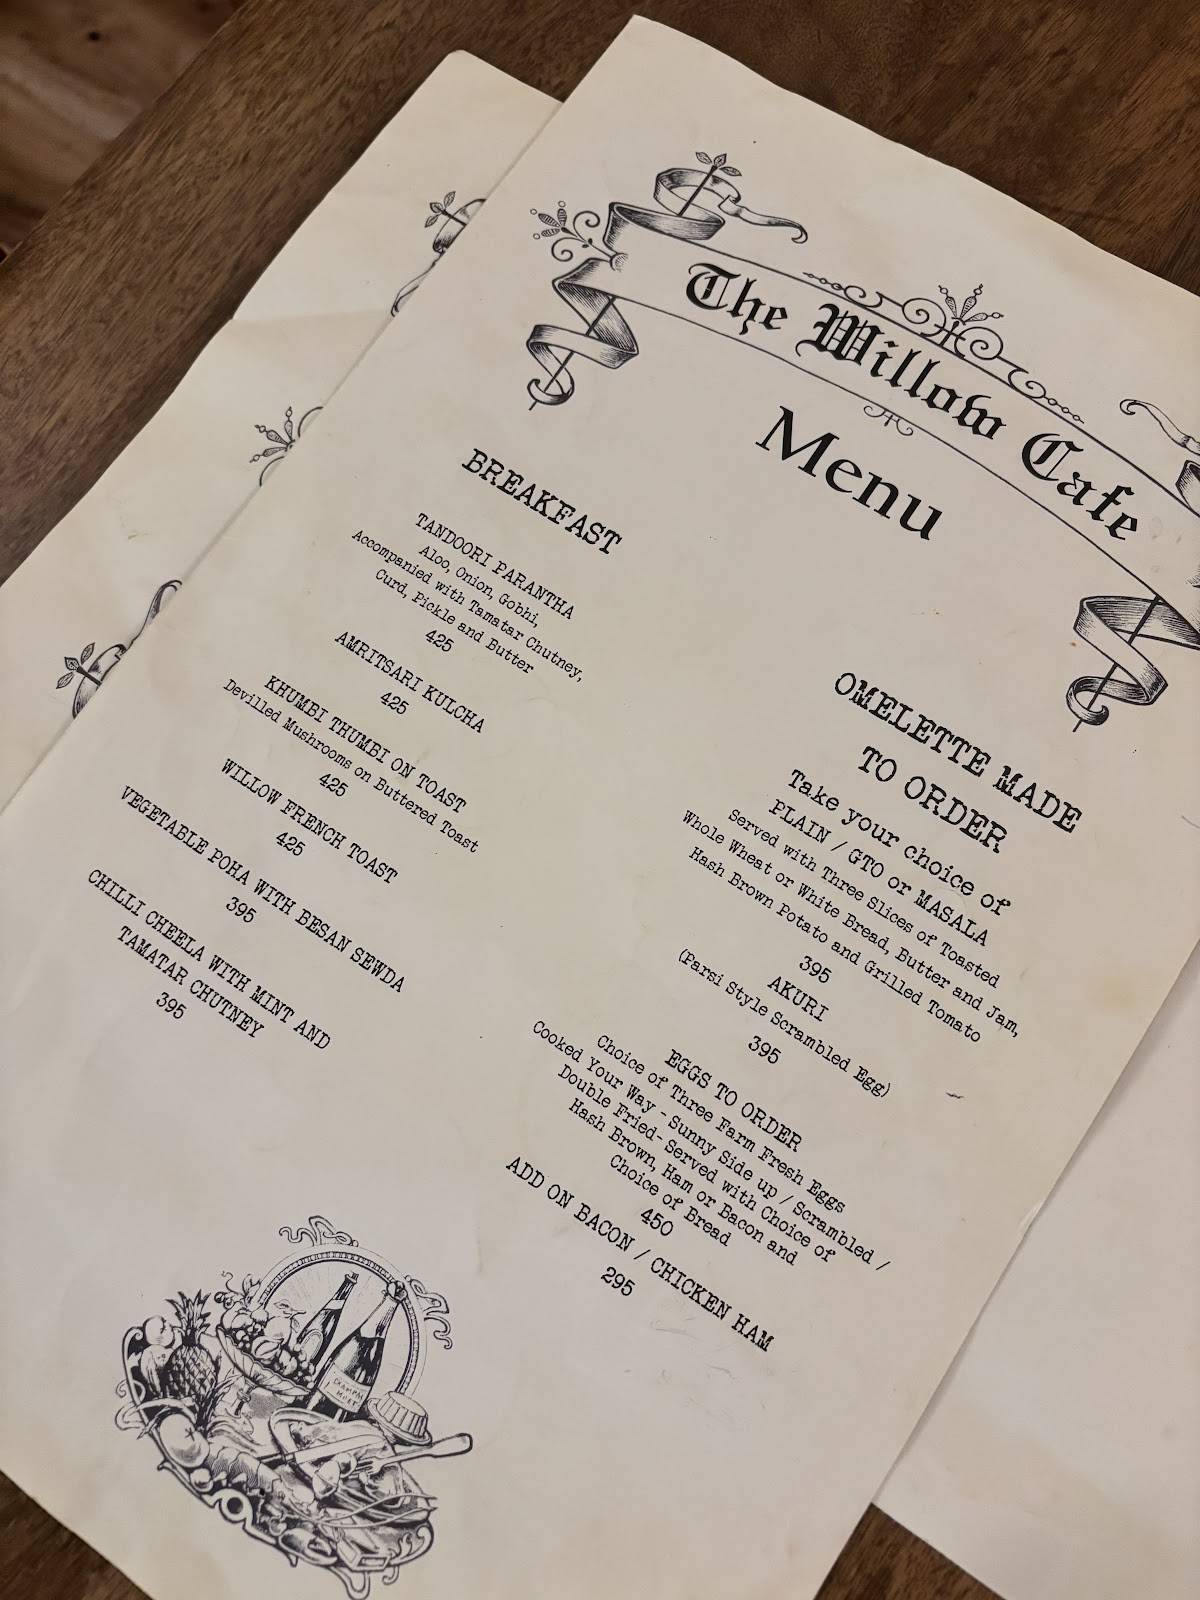 The Willow Cafe
Menu
BREAKFAST
TANDOORI PARANTHA
Aloo, Onion, Gobhi,
Accompanied with Tamatar Chutney,
Curd, Pickle and Butter
425
AMRITSARI KULCHA
425
KHUMBI THUMBI ON TOAST
Devilled Mushrooms on Buttered Toast
425
WILLOW FRENCH TOAST
425
VEGETABLE POHA WITH BESAN SEWDA
395
CHILLI CHEELA WITH MINT AND
TAMATAR CHUTNEY
395
OMELETTE MADE
TO ORDER
Take your choice of
PLAIN / GTO or MASALA
Served with Three Slices of Toasted
Whole Wheat or White Bread, Butter and Jam,
Hash Brown Potato and Grilled Tomato
395
AKURI
(Parsi Style Scrambled Egg)
395
EGGS TO ORDER
Choice of Three Farm Fresh Eggs
Cooked Your Way - Sunny Side up / Scrambled /
Double Fried- Served with Choice of
Hash Brown, Ham or Bacon and
Choice of Bread
450
ADD ON BACON / CHICKEN HAM
295